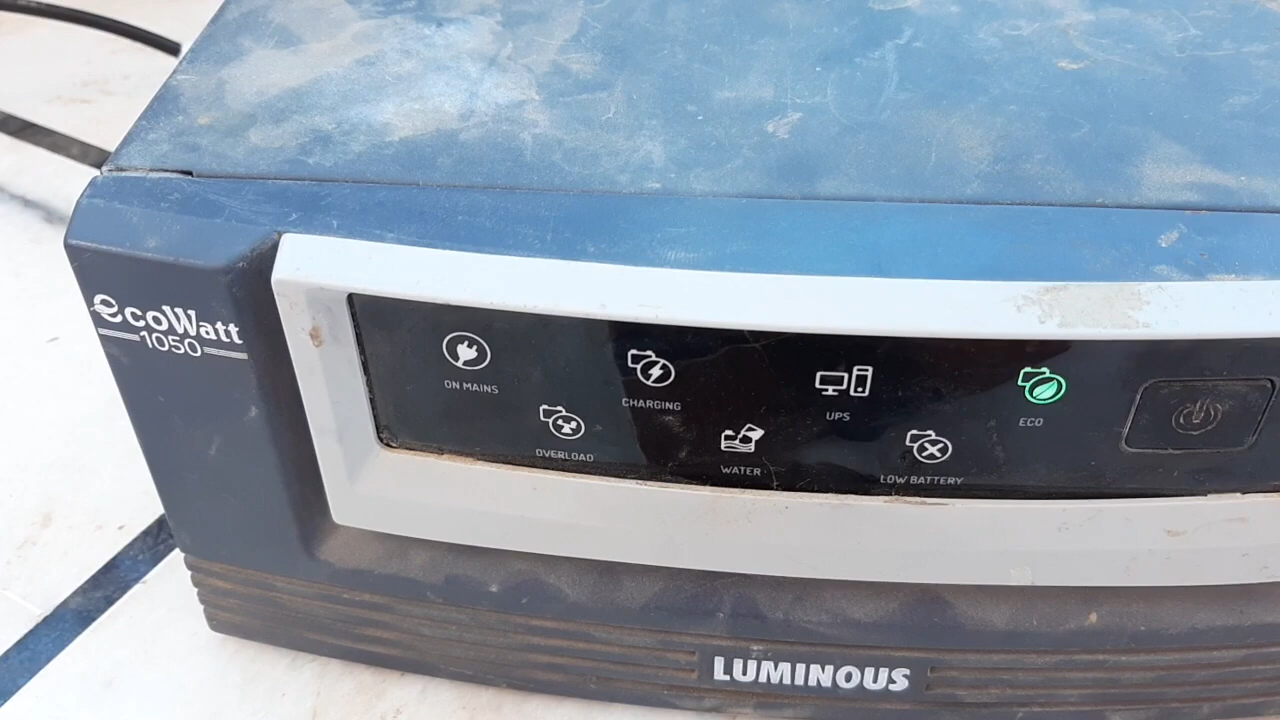 EcoWatt
1050
ON MAINS
CHARGING
UPS
ECO
OVERLOAD
WATER
LOW BATTERY
LUMINOUS